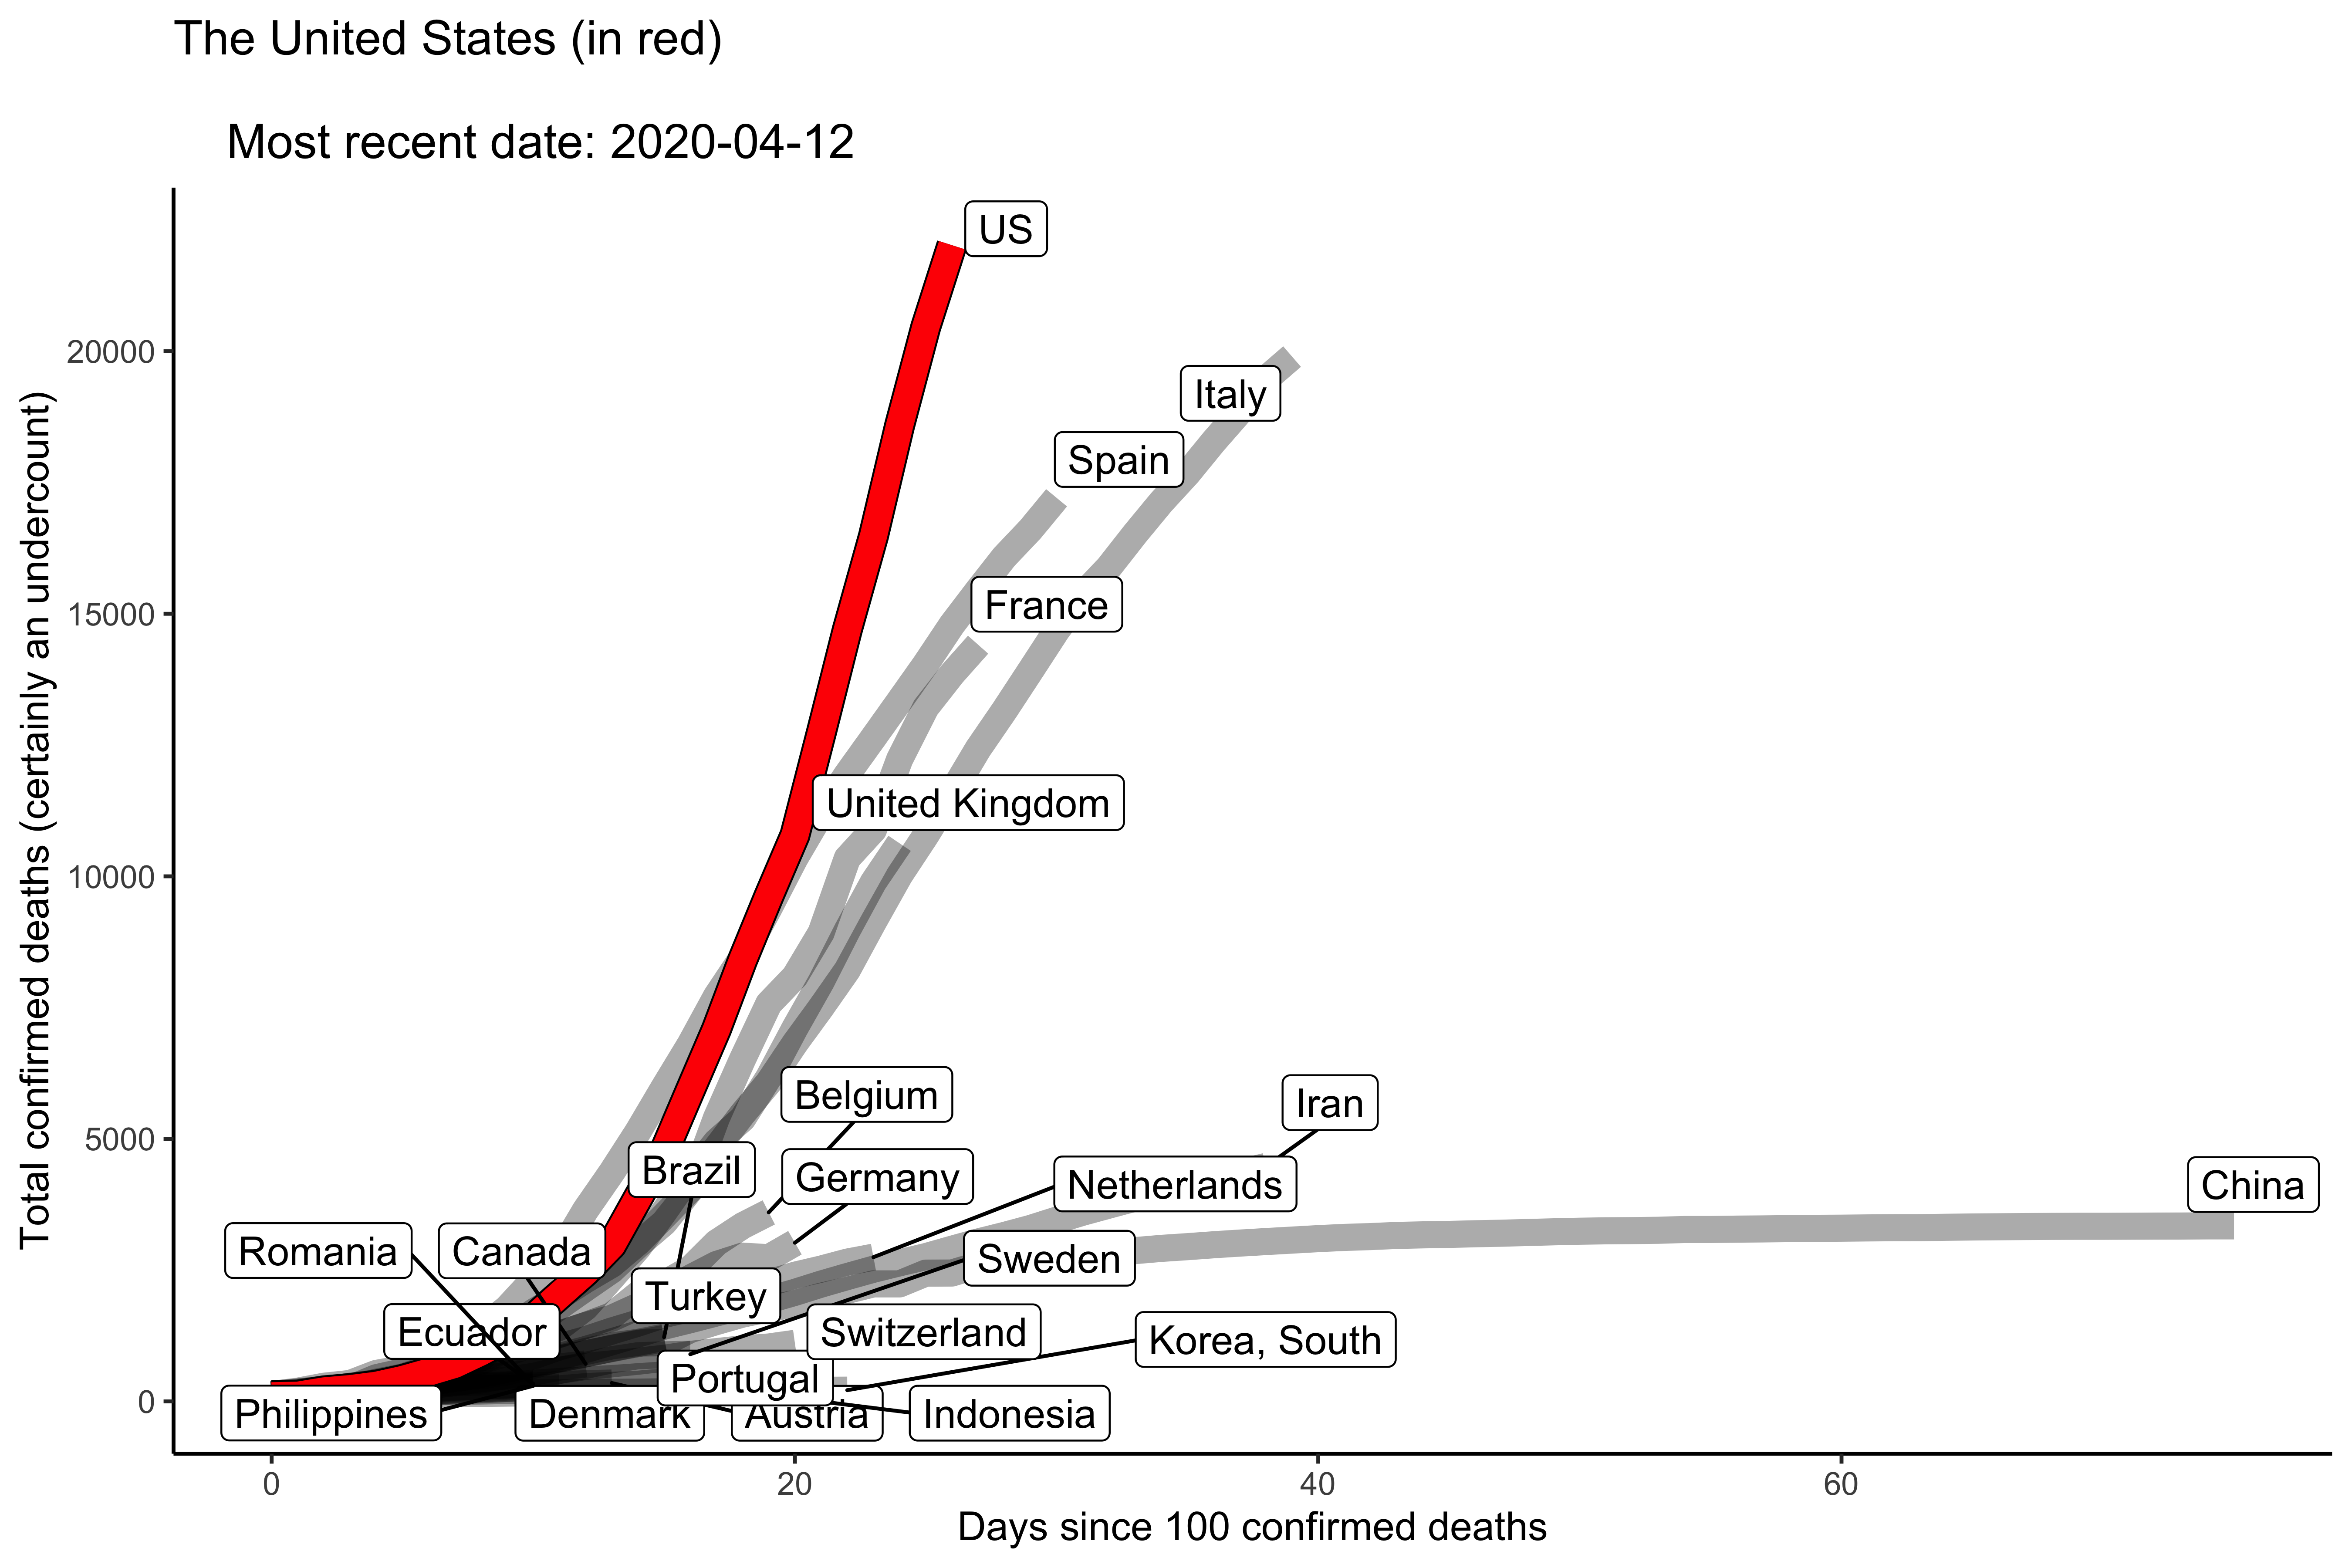 The United States (in red)
Most recent date: 2020-04-12
Total confirmed deaths (certainly an undercount)
20000
15000
10000
5000
0
US
Italy
Spain
France
United Kingdom
Belgium
Iran
Brazil
Germany
Netherlands
China
Romania
Canada
Sweden
Turkey
Ecuador
Switzerland
Korea, South
Portugal
Philippines
Denmark
Austria
Indonesia
0
20
40
60
Days since 100 confirmed deaths